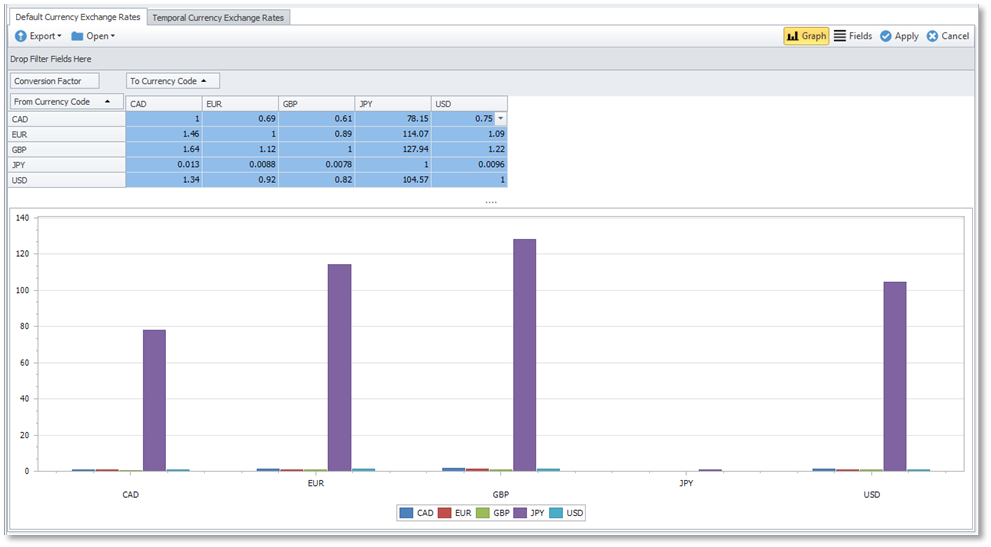 Default Currency Exchange Rates Temporal Currency Exchange Rates
Export Open Graph Fields Apply Cancel
Drop Filter Fields Here
Conversion Factor To Currency Code
From Currency Code CAD EUR GBP JPY USD
CAD 1 0.69 0.61 78.15 0.75
EUR 1.46 1 0.89 114.07 1.09
GBP 1.64 1.12 1 127.94 1.22
JPY 0.013 0.0088 0.0078 1 0.0096
USD 1.34 0.92 0.82 104.57 1
....
140
120
100
80
60
40
20
0
CAD EUR GBP JPY USD
CAD EUR GBP JPY USD